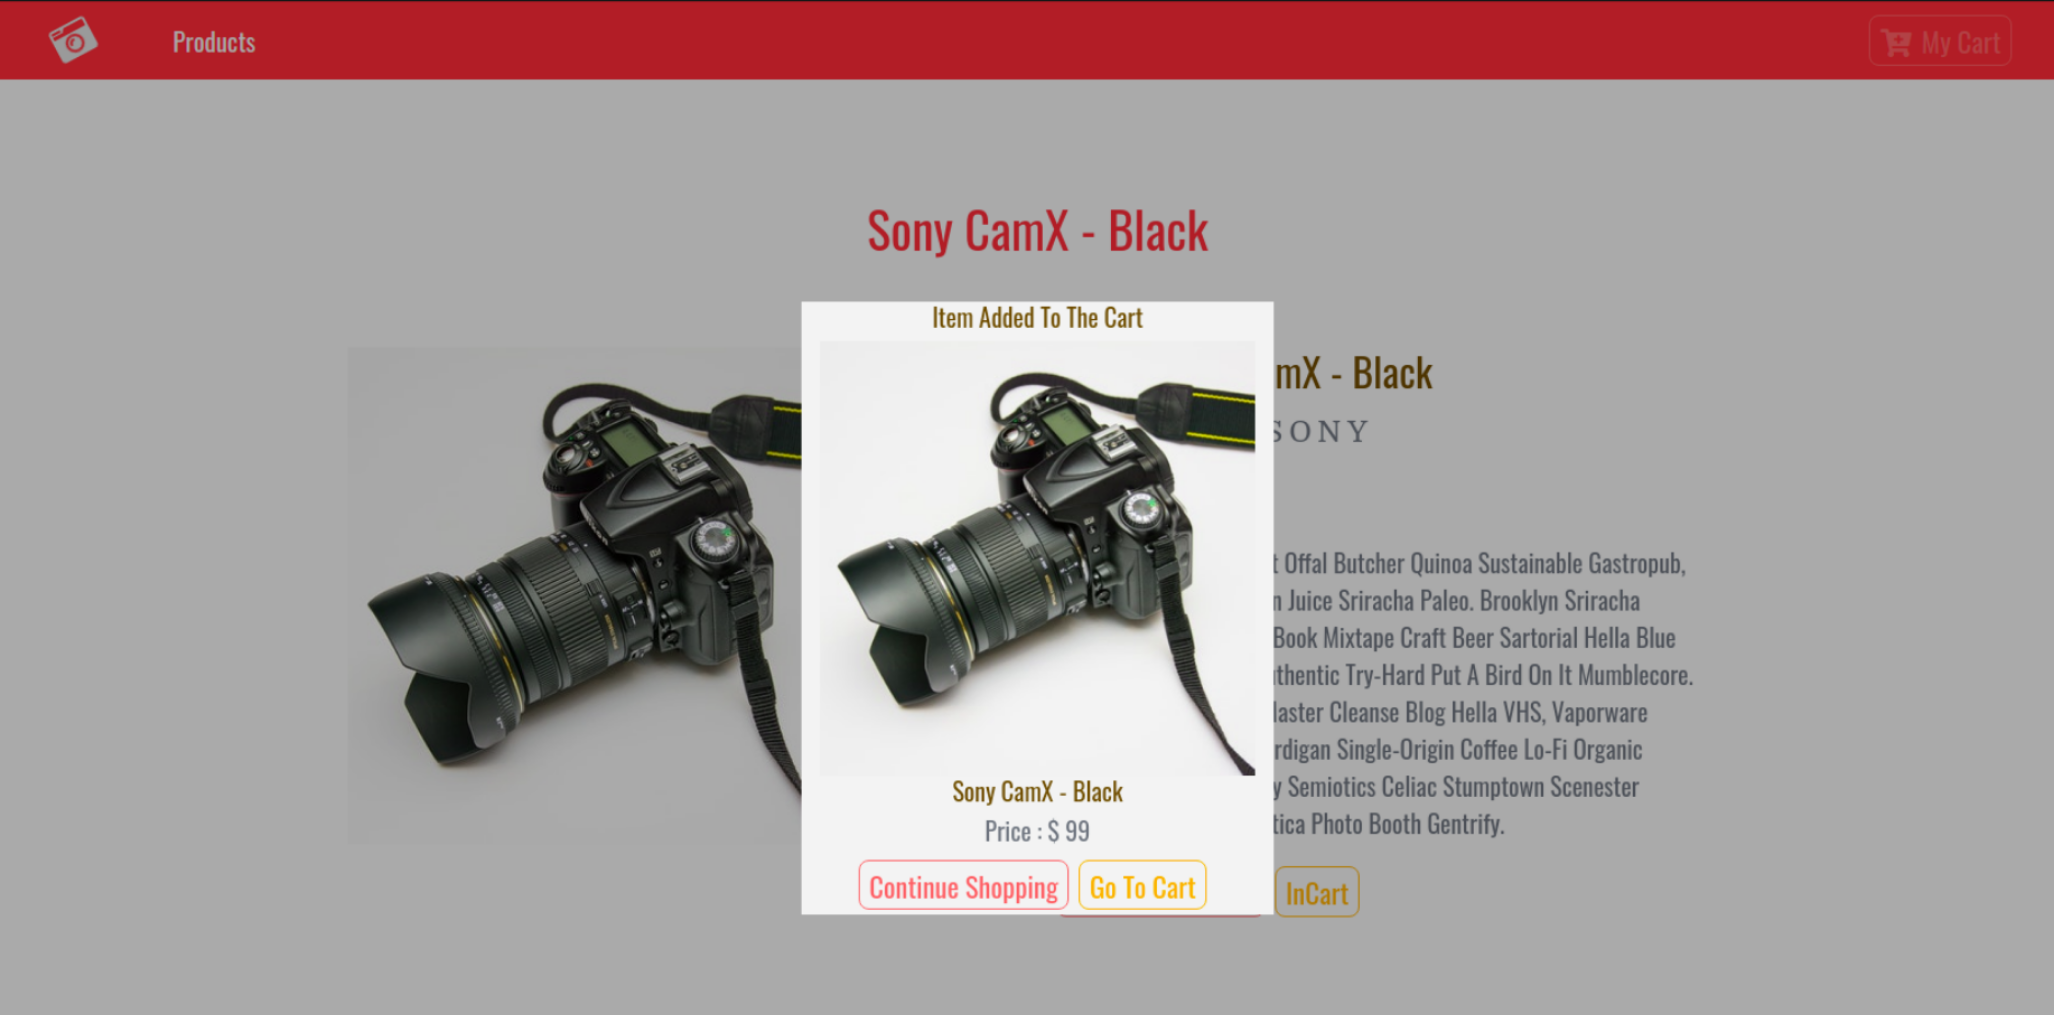 Products
My Cart
Sony CamX - Black
Item Added To The Cart
mX - Black
SONY
Offal Butcher Quinoa Sustainable Gastropub,
Juice Sriracha Paleo. Brooklyn Sriracha
Book Mixtape Craft Beer Sartorial Hella Blue
uthentic Try-Hard Put A Bird On It Mumblecore.
laster Cleanse Blog Hella VHS, Vaporware
rdigan Single-Origin Coffee Lo-Fi Organic
y Semiotics Celiac Stumptown Scenester
tica Photo Booth Gentrify.
Sony CamX - Black
Price : $ 99
Continue Shopping
Go To Cart
InCart